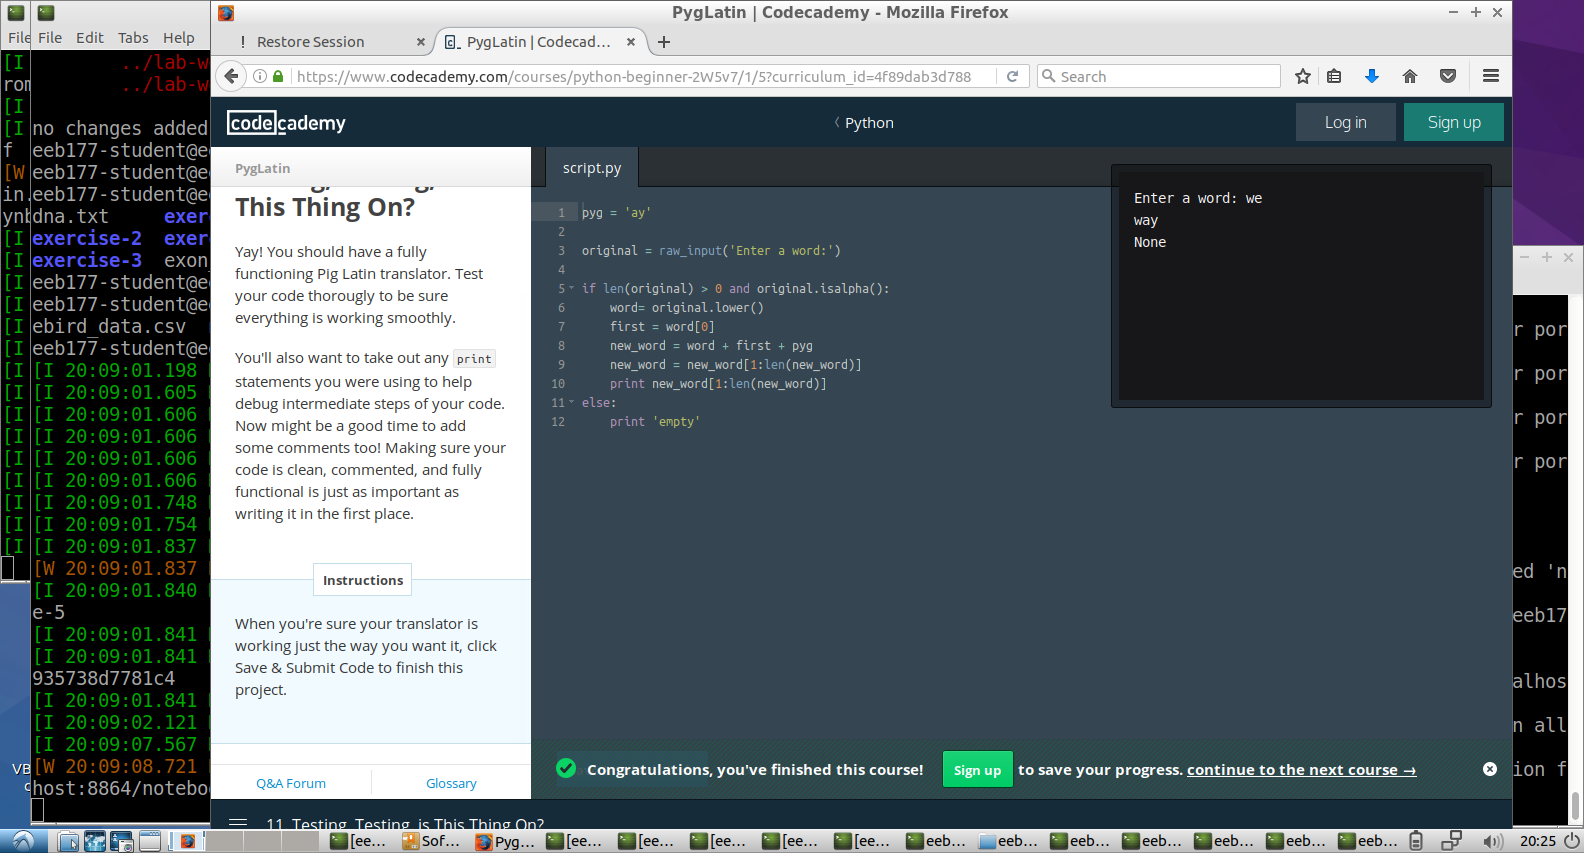 PygLatin | Codecademy - Mozilla Firefox
File
File Edit Tabs Help
! Restore Session
PygLatin | Codecad...
https://www.codecademy.com/courses/python-beginner-2W5v7/1/5?curriculum_id=4f89dab3d788
Search
codecademy
Python
Log in
Sign up
PygLatin
This Thing On?
Yay! You should have a fully
functioning Pig Latin translator. Test
your code thorougly to be sure
everything is working smoothly.
You'll also want to take out any print
statements you were using to help
debug intermediate steps of your code.
Now might be a good time to add
some comments too! Making sure your
code is clean, commented, and fully
functional is just as important as
writing it in the first place.
Instructions
When you're sure your translator is
working just the way you want it, click
Save & Submit Code to finish this
project.
Q&A Forum
Glossary
script.py
1 pyg = 'ay'
2
3 original = raw_input('Enter a word:')
4
5 if len(original) > 0 and original.isalpha():
6 word= original.lower()
7 first = word[0]
8 new_word = word + first + pyg
9 new_word = new_word[1:len(new_word)]
10 print new_word[1:len(new_word)]
11 else:
12 print 'empty'
Enter a word: we
way
None
Congratulations, you've finished this course!
Sign up
to save your progress. continue to the next course →
11. Testing, Testing, is This Thing On?
[I
rom
[I
[I
f
[W
in.
ynb
[I
[I
[I
[I
[I
[I
[I
[I
[I
[I
[I
[I
[I
[I
../lab-w
../lab-w
no changes added
eeb177-student@e
eeb177-student@e
eeb177-student@e
dna.txt exer
exercise-2 exer
exercise-3 exon
eeb177-student@e
eeb177-student@e
ebird_data.csv
eeb177-student@e
[I 20:09:01.198
[I 20:09:01.605
[I 20:09:01.606
[I 20:09:01.606
[I 20:09:01.606
[I 20:09:01.606
[I 20:09:01.748
[I 20:09:01.754
[I 20:09:01.837
[W 20:09:01.837
[I 20:09:01.840
e-5
[I 20:09:01.841
[I 20:09:01.841
935738d7781c4
[I 20:09:01.841
[I 20:09:02.121
[I 20:09:07.567
[W 20:09:08.721
host:8864/notebo
VB
r por
r por
r por
r por
ed 'n
eeb17
alhos
n all
ion f
[ee...
Sof...
Pyg...
[ee...
[ee...
[ee...
[ee...
[ee...
eeb...
eeb...
eeb...
eeb...
eeb...
eeb...
eeb...
20:25